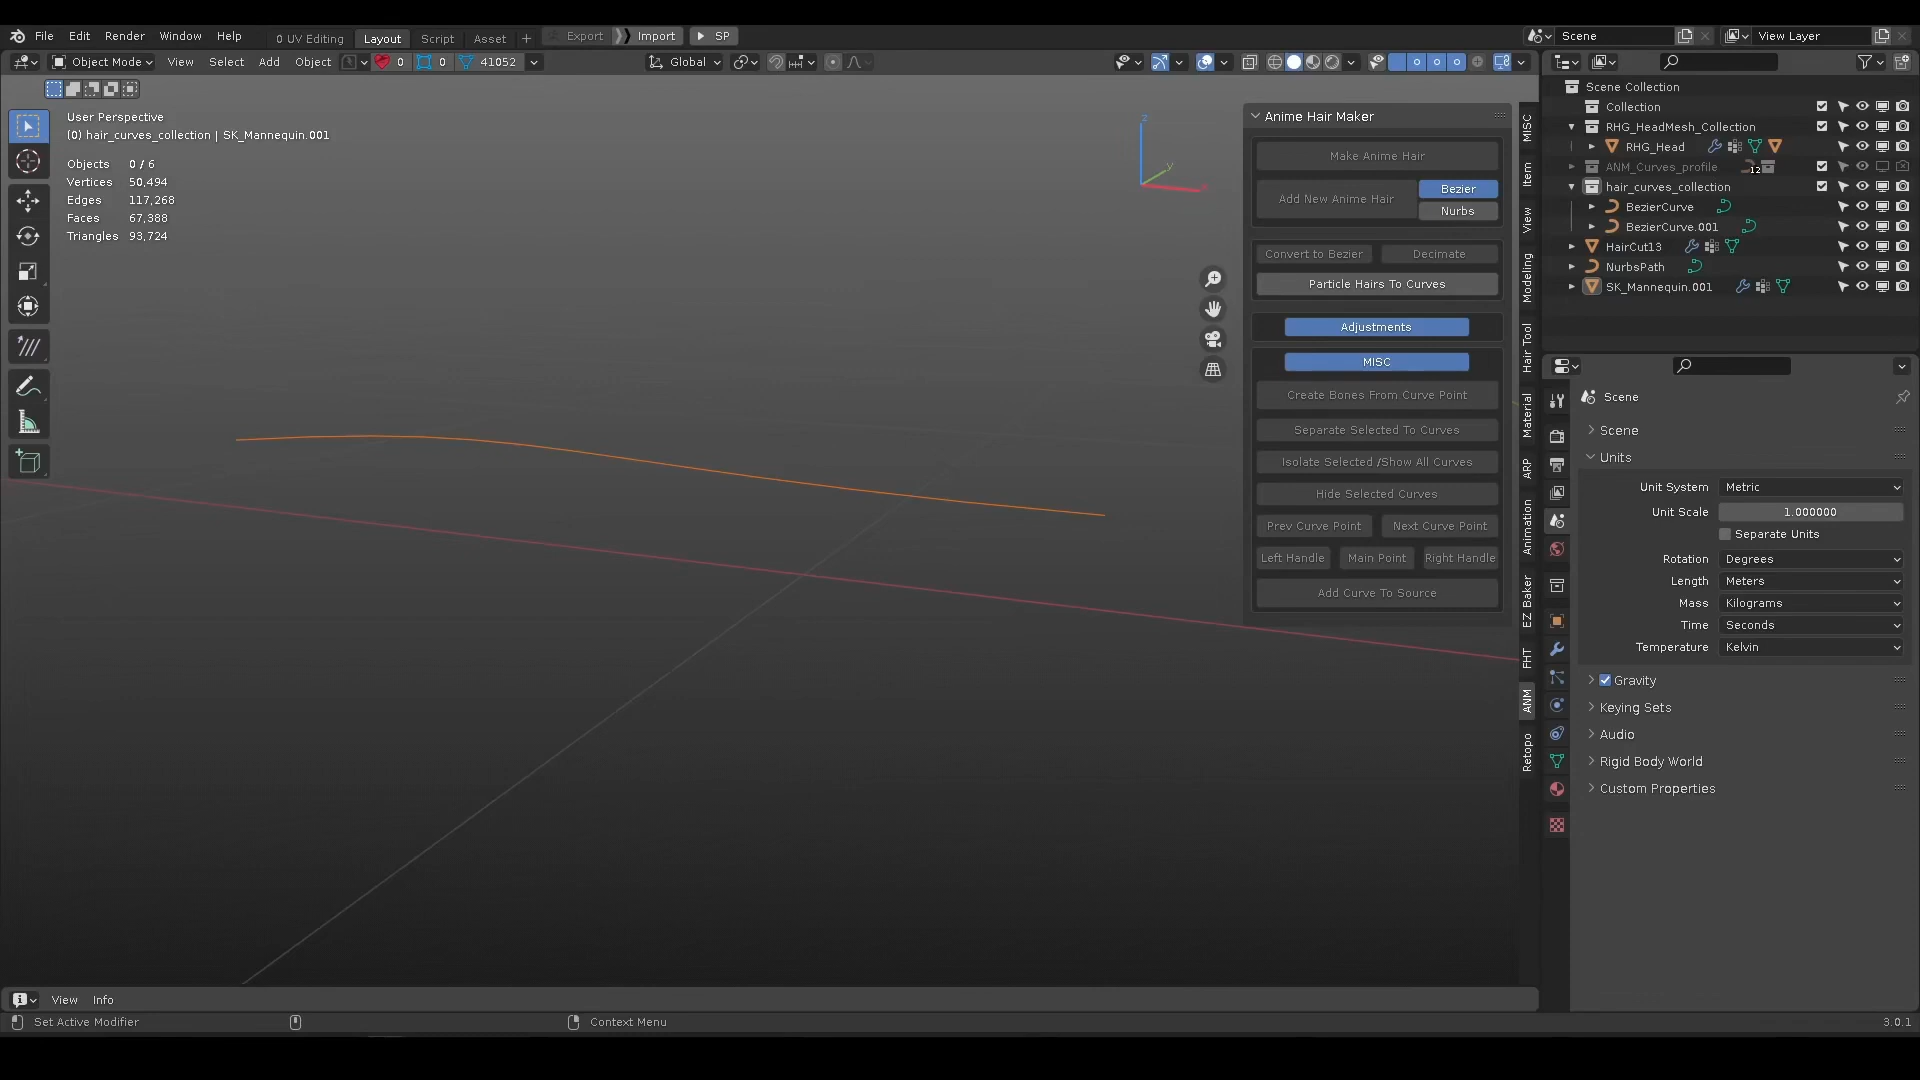 File Edit Render Window Help
0 UV Editing Layout Script Asset + Export Import SP
Scene
View Layer
Object Mode View Select Add Object 0 0 41052
Global
User Perspective
(0) hair_curves_collection | SK_Mannequin.001
Objects 0 / 6
Vertices 50,494
Edges 117,268
Faces 67,388
Triangles 93,724
Z
Y
Anime Hair Maker
Make Anime Hair
Add New Anime Hair
Bezier
Nurbs
Convert to Bezier Decimate
Particle Hairs To Curves
Adjustments
MISC
Create Bones From Curve Point
Separate Selected To Curves
Isolate Selected /Show All Curves
Hide Selected Curves
Prev Curve Point Next Curve Point
Left Handle Main Point Right Handle
Add Curve To Source
MISC
Item
View
Modeling
Hair Tool
Material
ARP
Animation
EZ Baker
FHT
ANM
Retopo
Scene Collection
Collection
RHG_HeadMesh_Collection
RHG_Head
ANM_Curves_profile 12
hair_curves_collection
BezierCurve
BezierCurve.001
HairCut13
NurbsPath
SK_Mannequin.001
Scene
Scene
Units
Unit System Metric
Unit Scale 1.000000
Separate Units
Rotation Degrees
Length Meters
Mass Kilograms
Time Seconds
Temperature Kelvin
Gravity
Keying Sets
Audio
Rigid Body World
Custom Properties
View Info
Set Active Modifier Context Menu 3.0.1